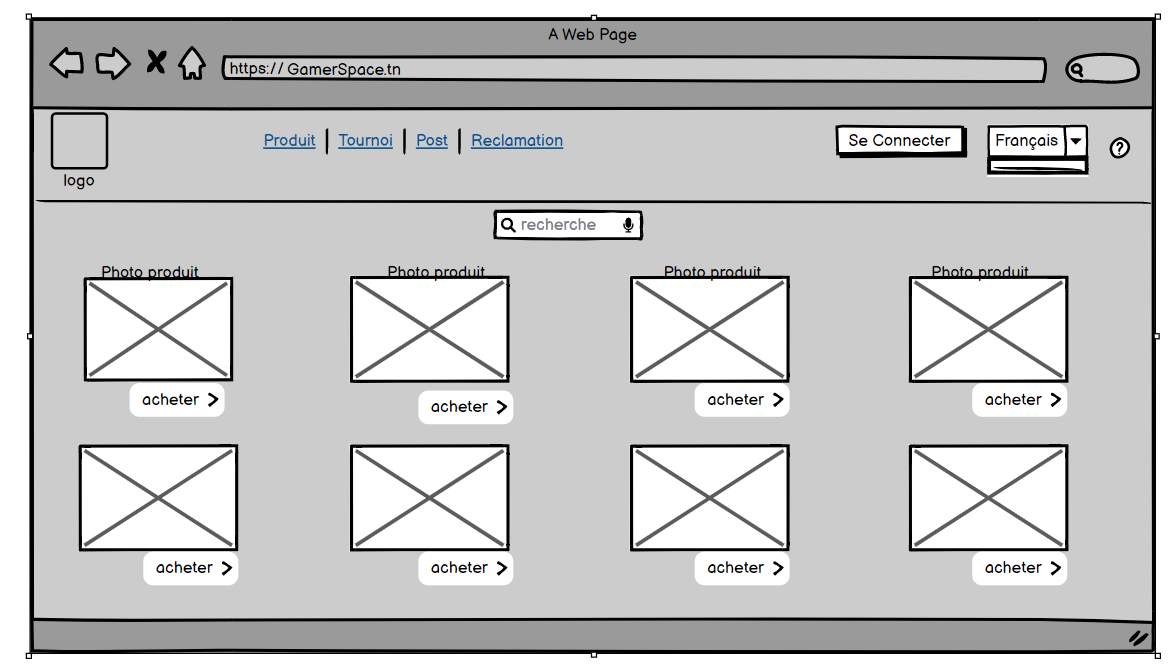 A Web Page
https:// GamerSpace.tn
logo
Produit Tournoi Post Reclamation
Se Connecter
Français
?
recherche
Photo produit Photo produit Photo produit Photo produit
acheter acheter acheter acheter
acheter acheter acheter acheter